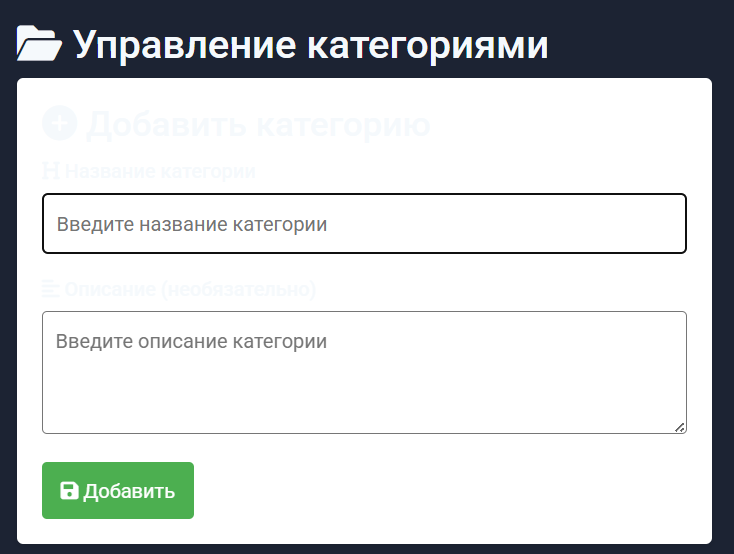 Управление категориями
Добавить категорию
Название категории
Введите название категории
Описание (необязательно)
Введите описание категории
Добавить